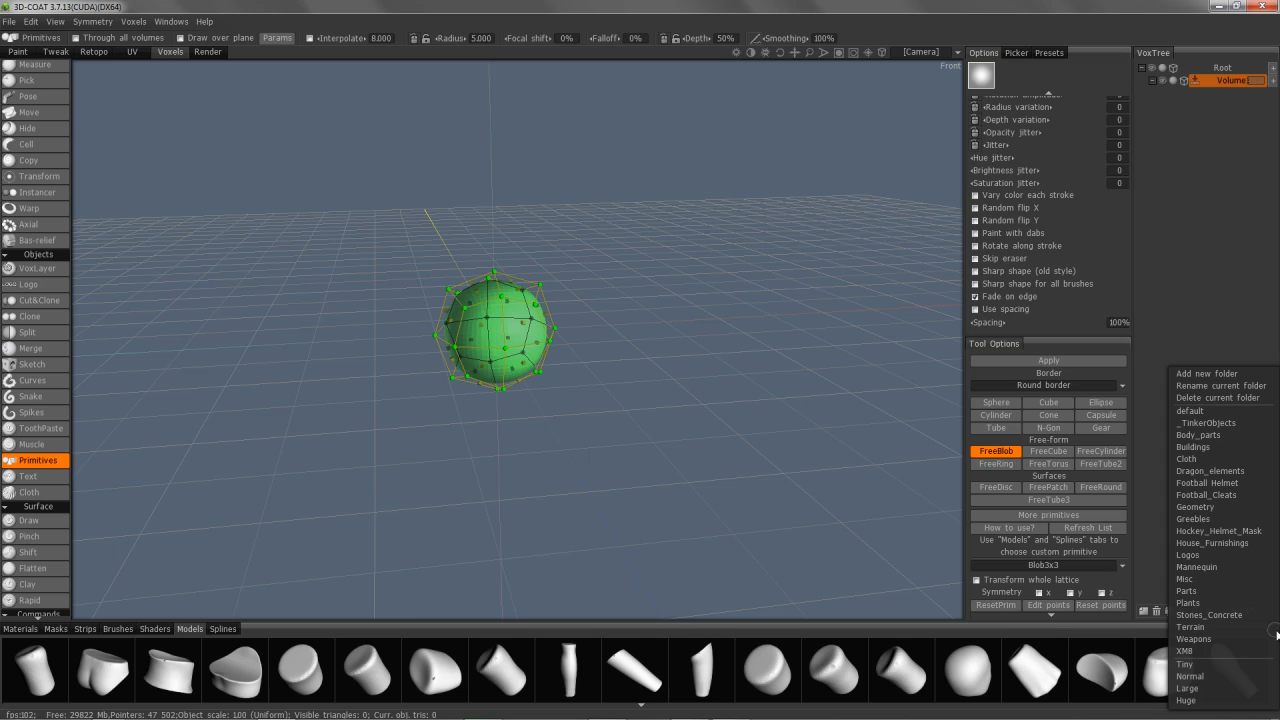 3D-COAT 3.7.13(CUDA)(DX64)
File Edit View Symmetry Voxels Windows Help
Primitives Through all volumes Draw over plane Params Interpolate 8.000 Radius 5.000 Focal shift 0% Falloff 0% Depth 50% Smoothing 100%
Paint Tweak Retopo UV Voxels Render [Camera]
Front
Measure
Pick
Pose
Move
Hide
Cell
Copy
Transform
Instancer
Warp
Axial
Bas-relief
Objects
VoxLayer
Logo
Cut&Clone
Clone
Split
Merge
Sketch
Curves
Snake
Spikes
ToothPaste
Muscle
Primitives
Text
Cloth
Surface
Draw
Pinch
Shift
Flatten
Clay
Rapid
Commands
Options Picker Presets
Radius variation 0
Depth variation 0
Opacity jitter 0
Jitter 0
Hue jitter 0
Brightness jitter 0
Saturation jitter 0
Vary color each stroke
Random flip X
Random flip Y
Paint with dabs
Rotate along stroke
Skip eraser
Sharp shape (old style)
Sharp shape for all brushes
Fade on edge
Use spacing
Spacing 100%
Tool Options
Apply
Border
Round border
Sphere Cube Ellipse
Cylinder Cone Capsule
Tube N-Gon Gear
Free-form
FreeBlob FreeCube FreeCylinder
FreeRing FreeTorus FreeTube2
Surfaces
FreeDisc FreePatch FreeRound
FreeTube3
More primitives
How to use? Refresh List
Use "Models" and "Splines" tabs to
choose custom primitive
Blob3x3
Transform whole lattice
Symmetry x y z
ResetPrim Edit points Reset points
VoxTree
Root
Volume
Add new folder
Rename current folder
Delete current folder
default
_TinkerObjects
Body_parts
Buildings
Cloth
Dragon_elements
Football Helmet
Football_Cleats
Geometry
Greebles
Hockey_Helmet_Mask
House_Furnishings
Logos
Mannequin
Misc
Parts
Plants
Stones_Concrete
Terrain
Weapons
XMB
Tiny
Normal
Large
Huge
Materials Masks Strips Brushes Shaders Models Splines
fps:102; Free: 29822_Mb,Pointers: 47 502;Object scale: 1.00 (Uniform); Visible triangles: 0; Curr. obj. tris: 0